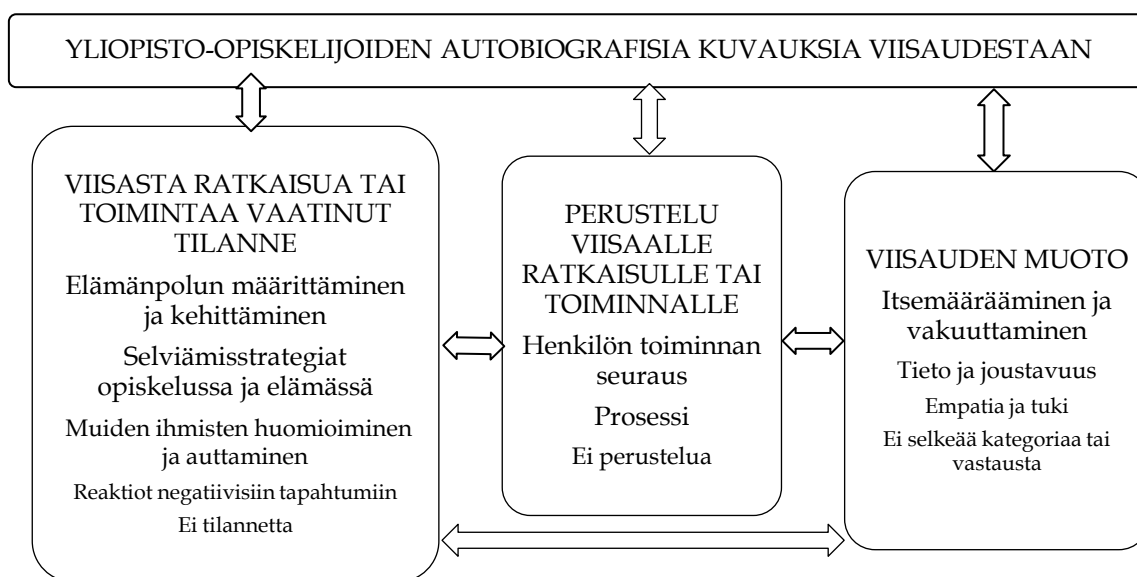 YLIOPISTO-OPISKELIJOIDEN AUTOBIOGRAFISIA KUVAUKSIA VIISAUDESTAAN
VIISASTA RATKAISUA TAI
TOIMINTAA VAATINUT
TILANNE
Elämänpolun määrittäminen
ja kehittäminen
Selviämisstrategiat
opiskelussa ja elämässä
Muiden ihmisten huomioiminen
ja auttaminen
Reaktiot negatiivisiin tapahtumiin
Ei tilannetta
PERUSTELU
VIISAALLE
RATKAISULLE TAI
TOIMINNALLE
Henkilön toiminnan
seuraus
Prosessi
Ei perustelua
VIISAUDEN MUOTO
Itsemäärääminen ja
vakuuttaminen
Tieto ja joustavuus
Empatia ja tuki
Ei selkeää kategoriaa tai
vastausta